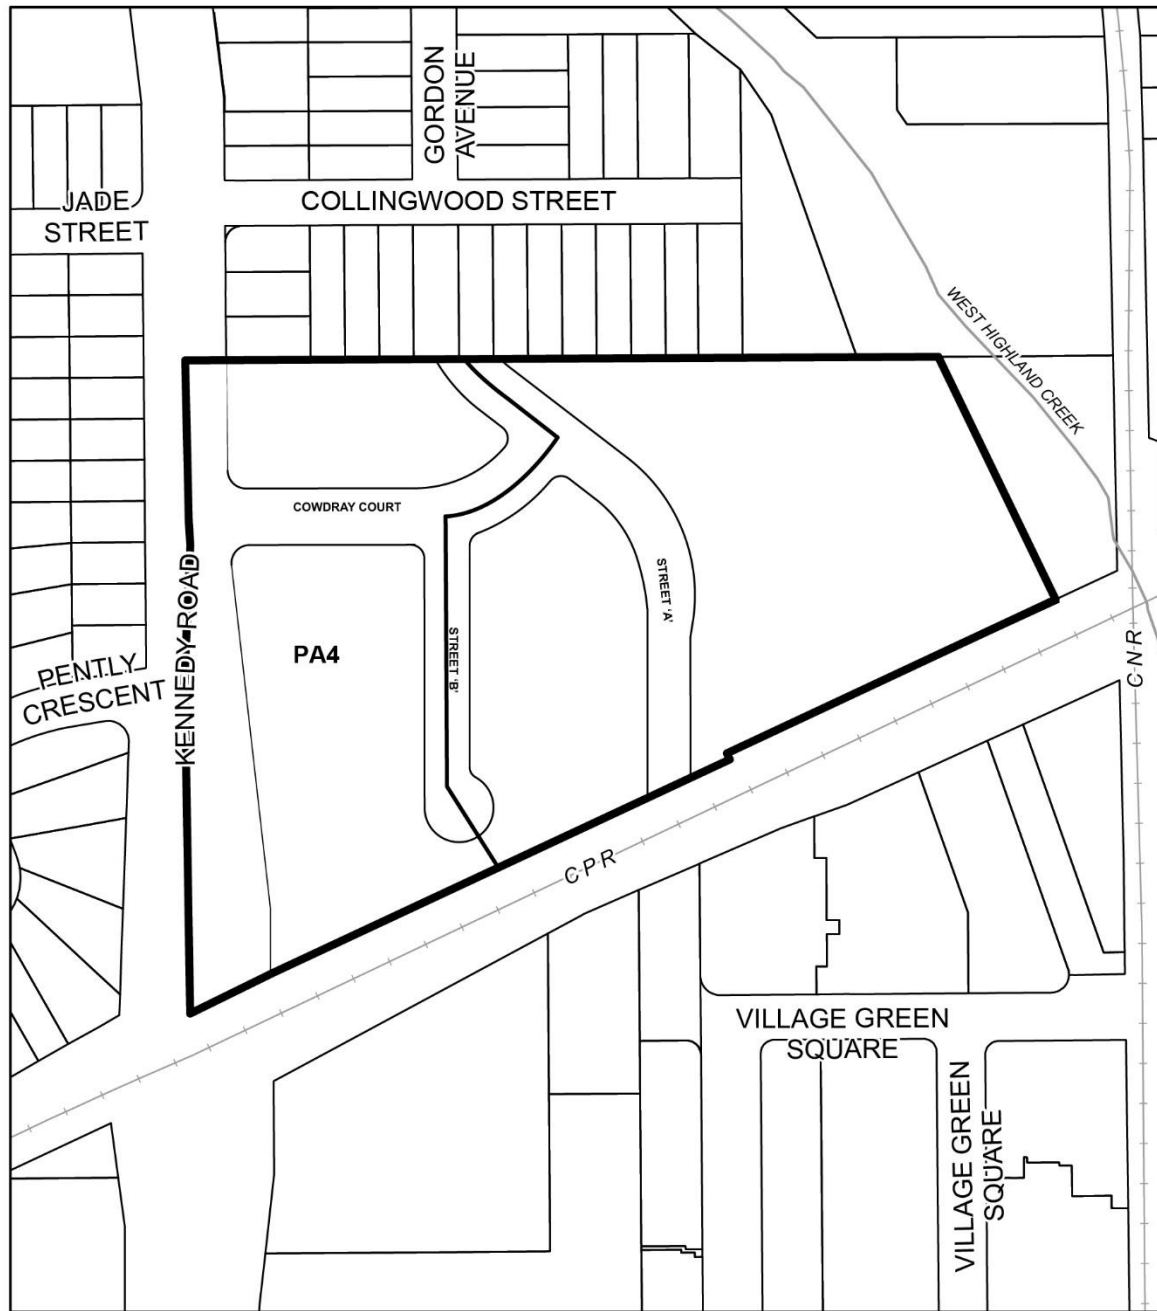 GORDON
AVENUE
JADE
STREET
COLLINGWOOD STREET
WEST HIGHLAND CREEK
COWDRAY COURT
KENNEDY ROAD
STREET 'A'
STREET 'B'
PA4
PENTLY
CRESCENT
C N R
C P R
VILLAGE GREEN
SQUARE
VILLAGE GREEN
SQUARE